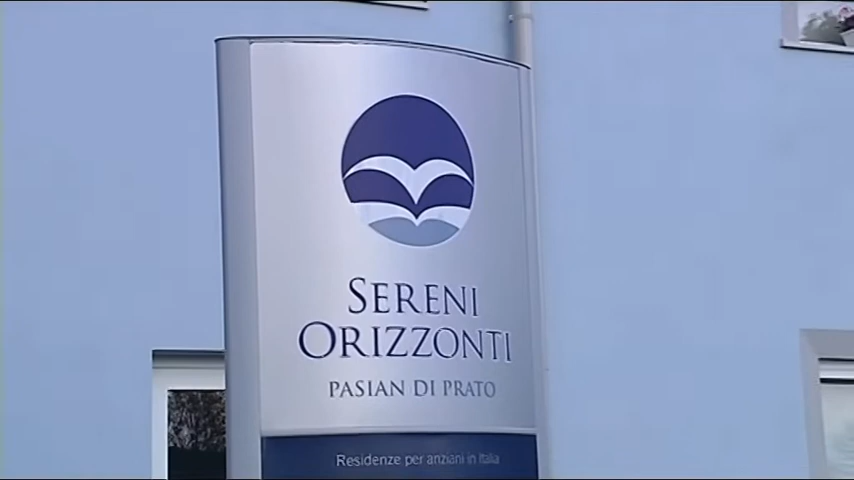 SERENI
ORIZZONTI
PASIAN DI PRATO
Residenze per anziani in Italia